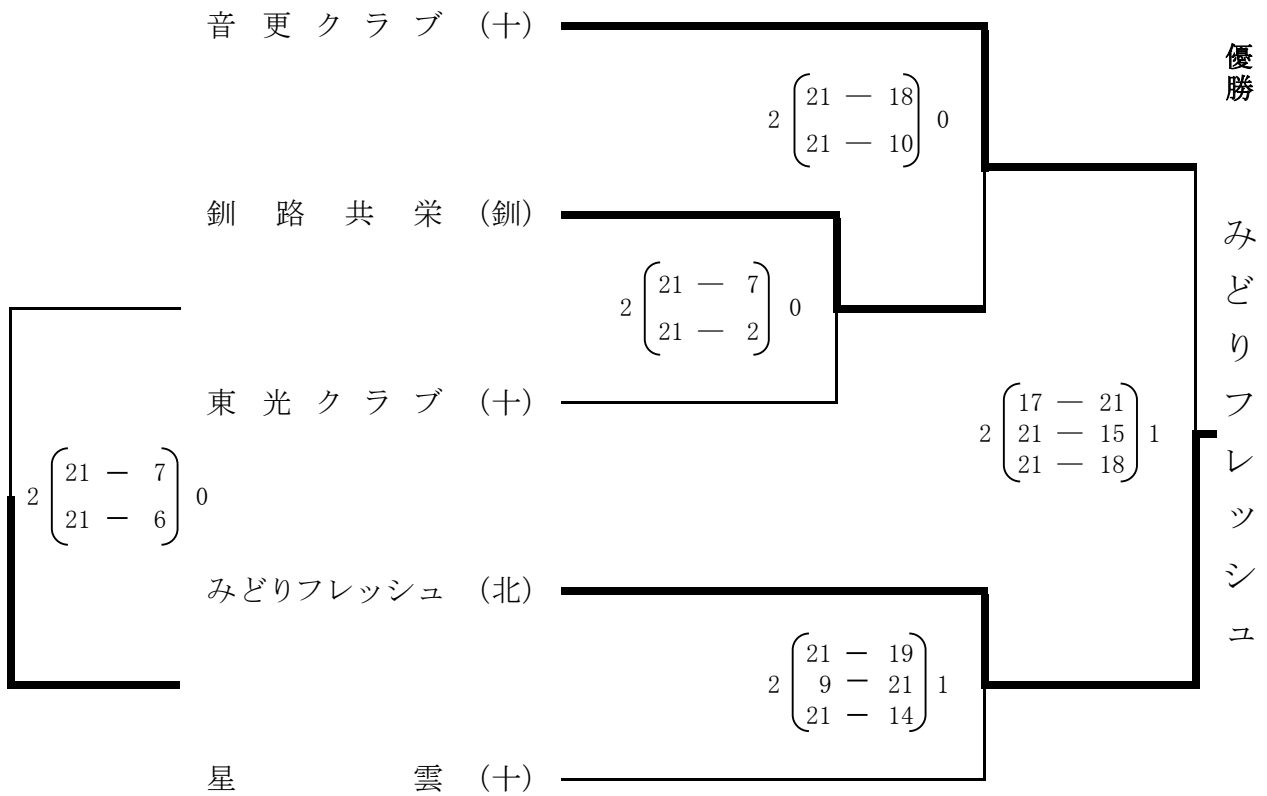 音更クラブ (十)
優勝
2 21 ― 18 0
21 ― 10
釧路共栄 (釧)
2 21 ― 7 0
21 ― 2
東光クラブ (十)
みどりフレッシュ
2 17 ― 21 1
21 ― 15
21 ― 18
2 21 － 7 0
21 － 6
みどりフレッシュ (北)
2 21 － 19 1
9 － 21
21 － 14
星雲 (十)